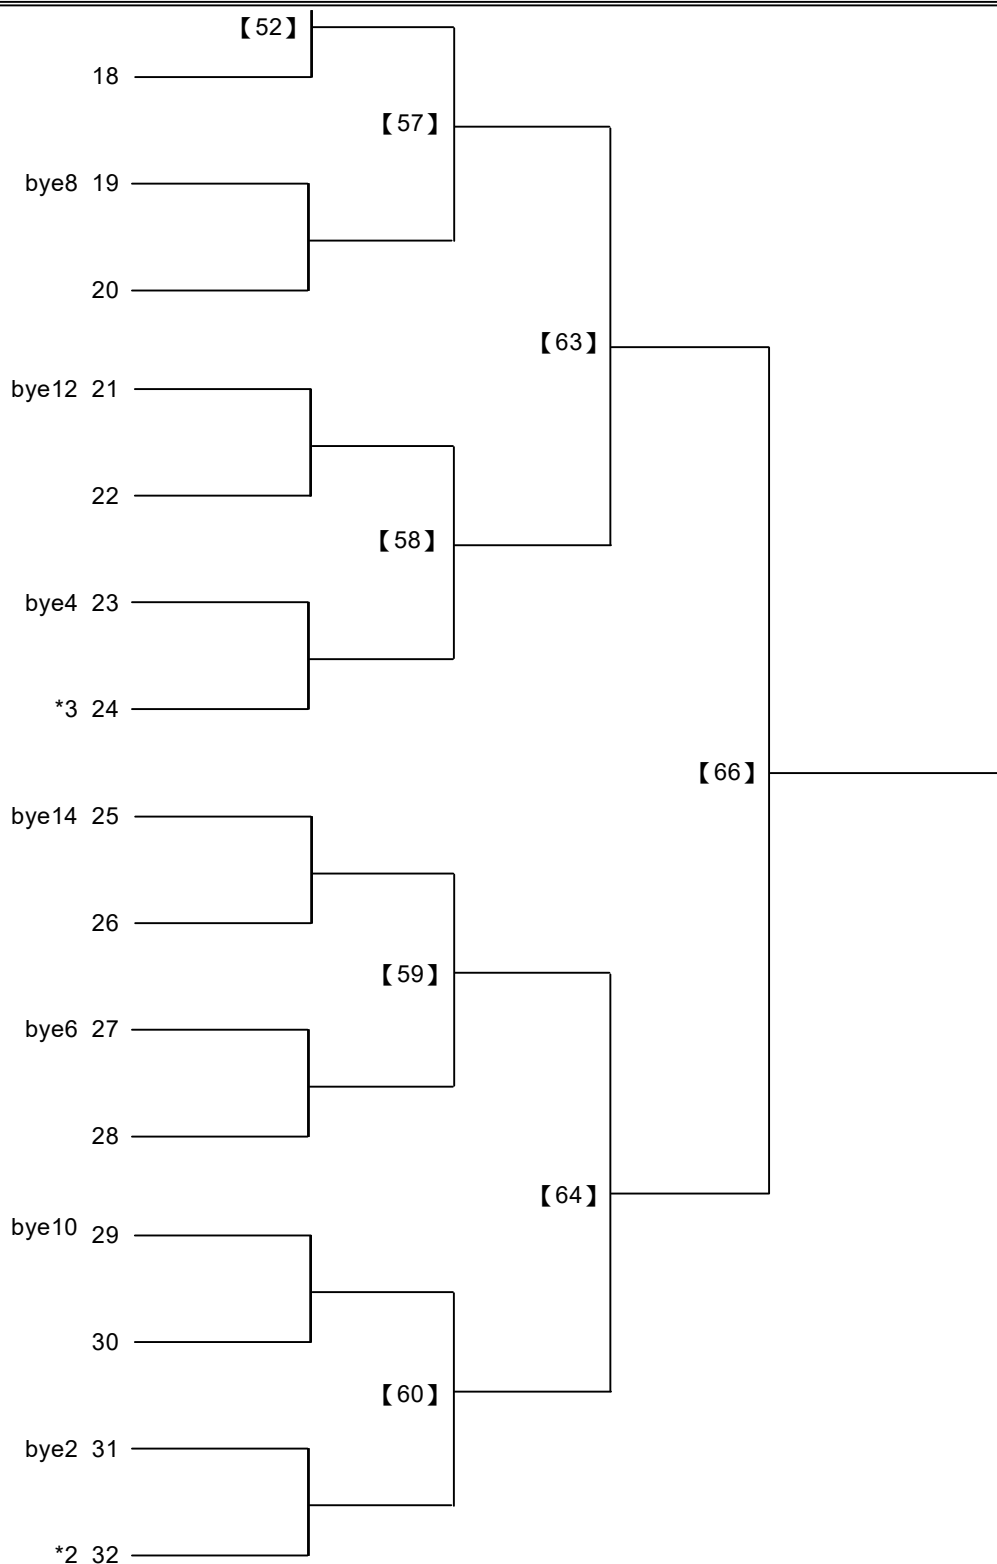 【52】
18
【57】
bye8 19
20
【63】
bye12 21
22
【58】
bye4 23
*3 24
【66】
bye14 25
26
【59】
bye6 27
28
【64】
bye10 29
30
【60】
bye2 31
*2 32